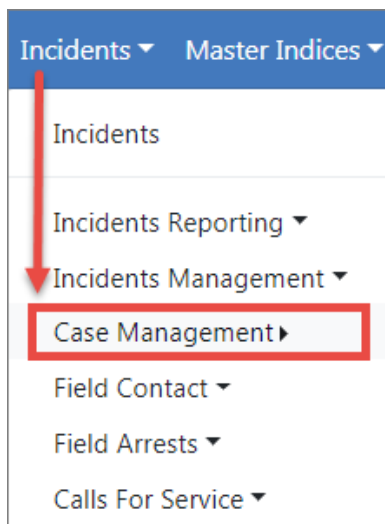 Incidents Master Indices
Incidents
Incidents Reporting
Incidents Management
Case Management
Field Contact
Field Arrests
Calls For Service